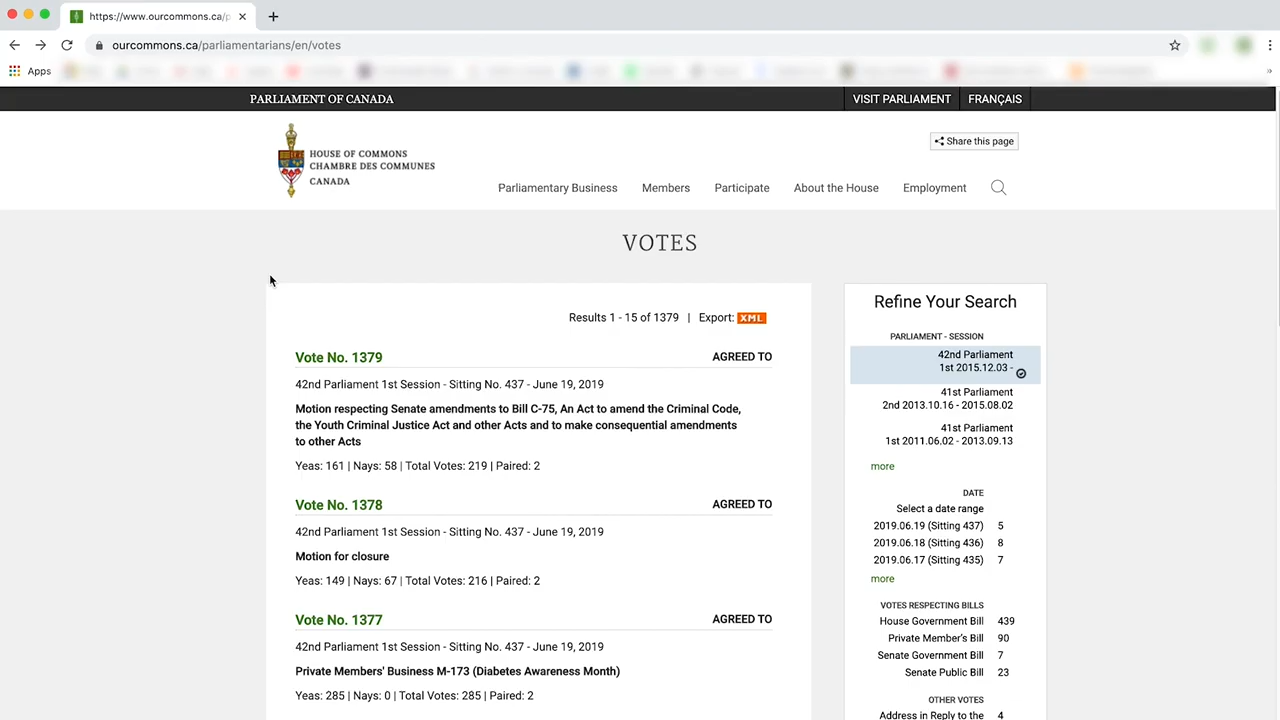 https://www.ourcommons.ca/p
ourcommons.ca/parliamentarians/en/votes
Apps
PARLIAMENT OF CANADA
VISIT PARLIAMENT
FRANÇAIS
Share this page
HOUSE OF COMMONS
CHAMBRE DES COMMUNES
CANADA
Parliamentary Business
Members
Participate
About the House
Employment
VOTES
Results 1 - 15 of 1379 | Export: XML
Vote No. 1379 AGREED TO
42nd Parliament 1st Session - Sitting No. 437 - June 19, 2019
Motion respecting Senate amendments to Bill C-75, An Act to amend the Criminal Code,
the Youth Criminal Justice Act and other Acts and to make consequential amendments
to other Acts
Yeas: 161 | Nays: 58 | Total Votes: 219 | Paired: 2
Vote No. 1378 AGREED TO
42nd Parliament 1st Session - Sitting No. 437 - June 19, 2019
Motion for closure
Yeas: 149 | Nays: 67 | Total Votes: 216 | Paired: 2
Vote No. 1377 AGREED TO
42nd Parliament 1st Session - Sitting No. 437 - June 19, 2019
Private Members' Business M-173 (Diabetes Awareness Month)
Yeas: 285 | Nays: 0 | Total Votes: 285 | Paired: 2
Refine Your Search
PARLIAMENT - SESSION
42nd Parliament
1st 2015.12.03 -
41st Parliament
2nd 2013.10.16 - 2015.08.02
41st Parliament
1st 2011.06.02 - 2013.09.13
more
DATE
Select a date range
2019.06.19 (Sitting 437) 5
2019.06.18 (Sitting 436) 8
2019.06.17 (Sitting 435) 7
more
VOTES RESPECTING BILLS
House Government Bill 439
Private Member's Bill 90
Senate Government Bill 7
Senate Public Bill 23
OTHER VOTES
Address in Reply to the 4